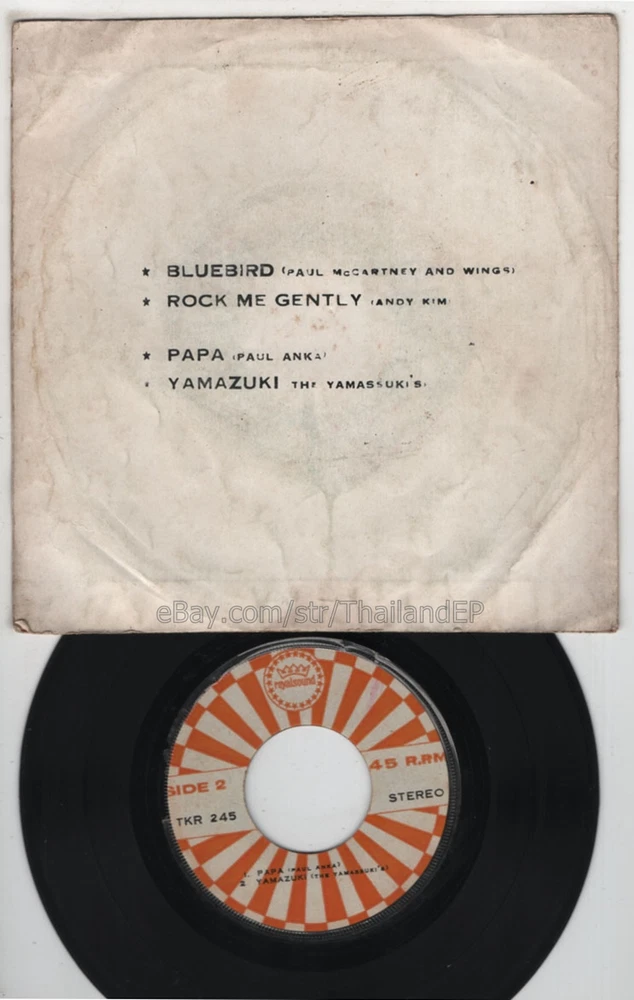 ★ BLUEBIRD (PAUL McCARTNEY AND WINGS)
★ ROCK ME GENTLY (ANDY KIM)
★ PAPA (PAUL ANKA)
★ YAMAZUKI THE YAMASSUKI'S)
eBay.com/str/ThailandEP
royalsound
SIDE 2
45 R.P.M
TKR 245
STEREO
1. PAPA (PAUL ANKA)
2. YAMAZUKI (THE YAMASSUKI'S)